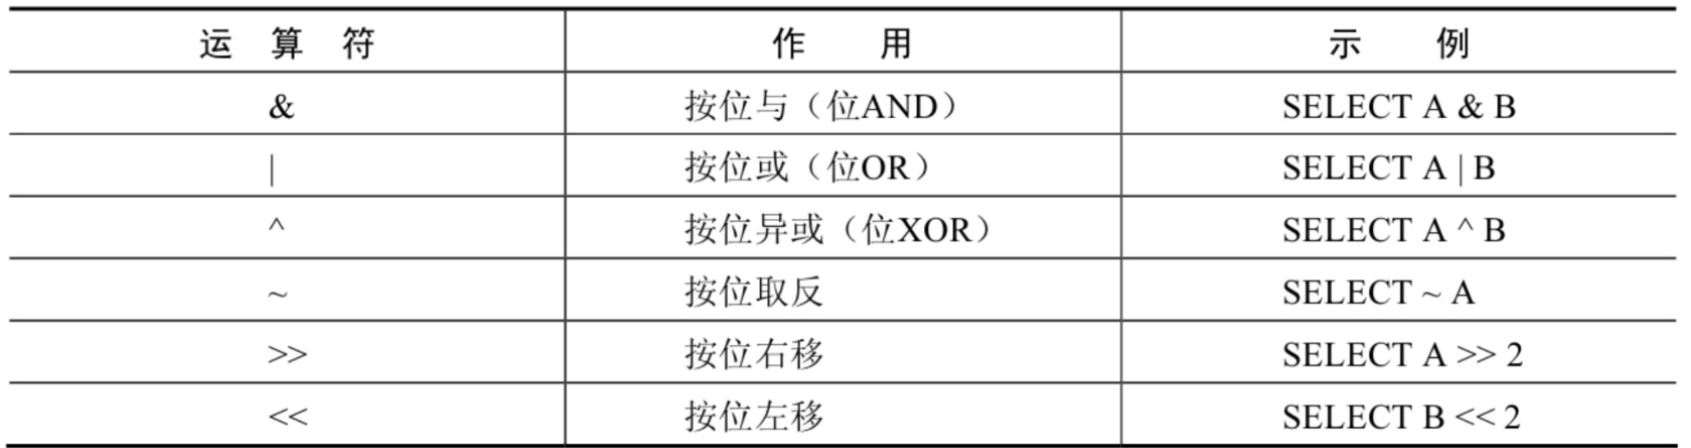 运 算 符 作 用 示 例
& 按位与（位AND） SELECT A & B
| 按位或（位OR） SELECT A | B
^ 按位异或（位XOR） SELECT A ^ B
~ 按位取反 SELECT ~ A
>> 按位右移 SELECT A >> 2
<< 按位左移 SELECT B << 2